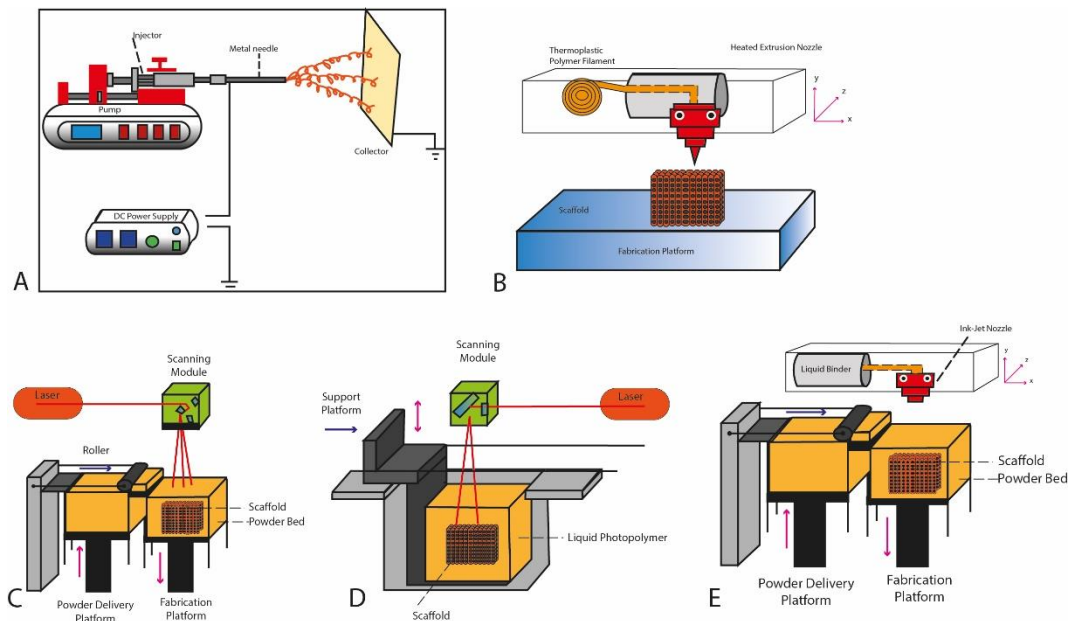 Injector
Metal needle
Pump
Collector
DC Power Supply
A
Thermoplastic
Polymer Filament
Heated Extrusion Nozzle
y
z
x
Scaffold
Fabrication Platform
B
Scanning
Module
Laser
Roller
Scaffold
Powder Bed
Powder Delivery
Platform
Fabrication
Platform
C
Scanning
Module
Support
Platform
Laser
Liquid Photopolymer
Scaffold
D
Ink-Jet Nozzle
Liquid Binder
y
z
x
Scaffold
Powder Bed
Powder Delivery
Platform
Fabrication
Platform
E